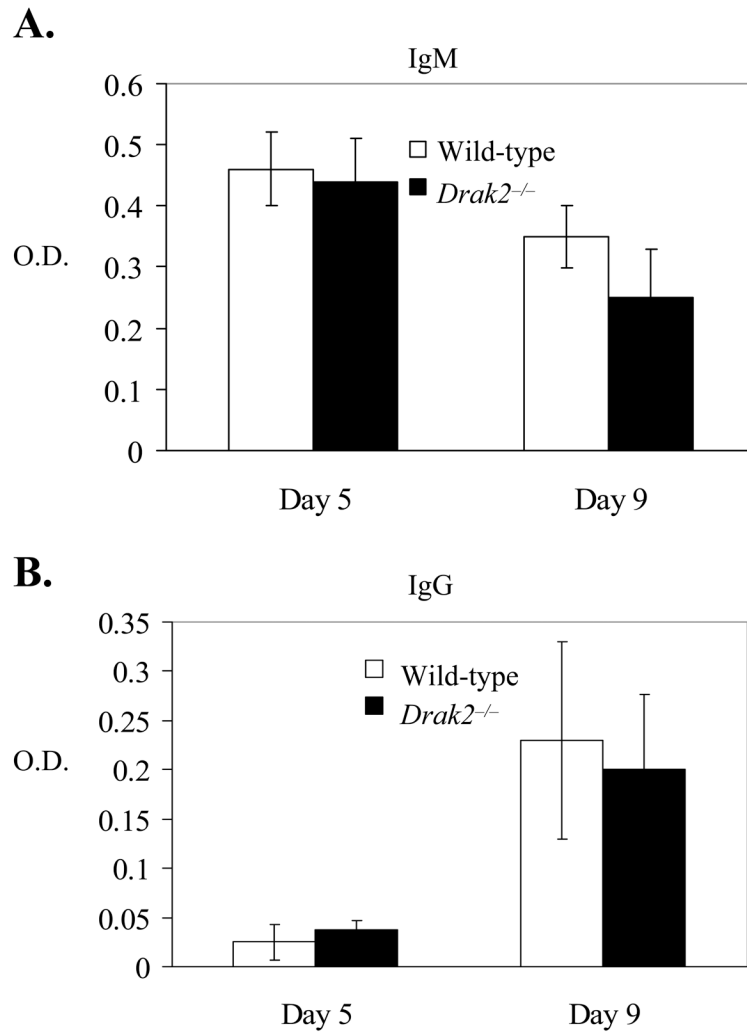 A.
IgM
0.6
0.5
0.4
0.3
0.2
0.1
0
O.D.
Wild-type
Drak2⁻/⁻
Day 5 Day 9
B.
IgG
0.35
0.3
0.25
0.2
0.15
0.1
0.05
0
O.D.
Wild-type
Drak2⁻/⁻
Day 5 Day 9